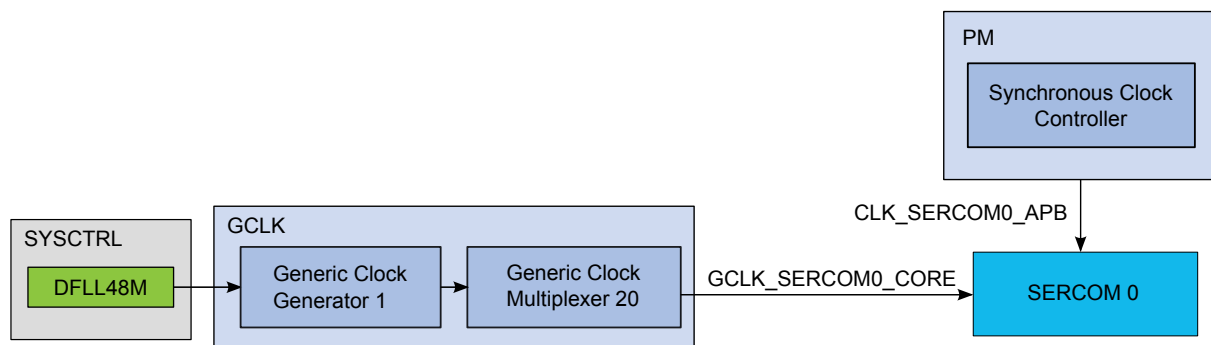 PM
Synchronous Clock
Controller
CLK_SERCOM0_APB
SYSCTRL
DFLL48M
GCLK
Generic Clock
Generator 1
Generic Clock
Multiplexer 20
GCLK_SERCOM0_CORE
SERCOM 0